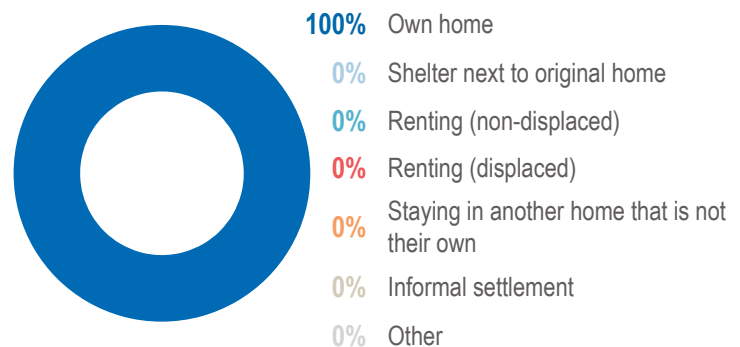 100% Own home
0% Shelter next to original home
0% Renting (non-displaced)
0% Renting (displaced)
0% Staying in another home that is not
their own
0% Informal settlement
0% Other